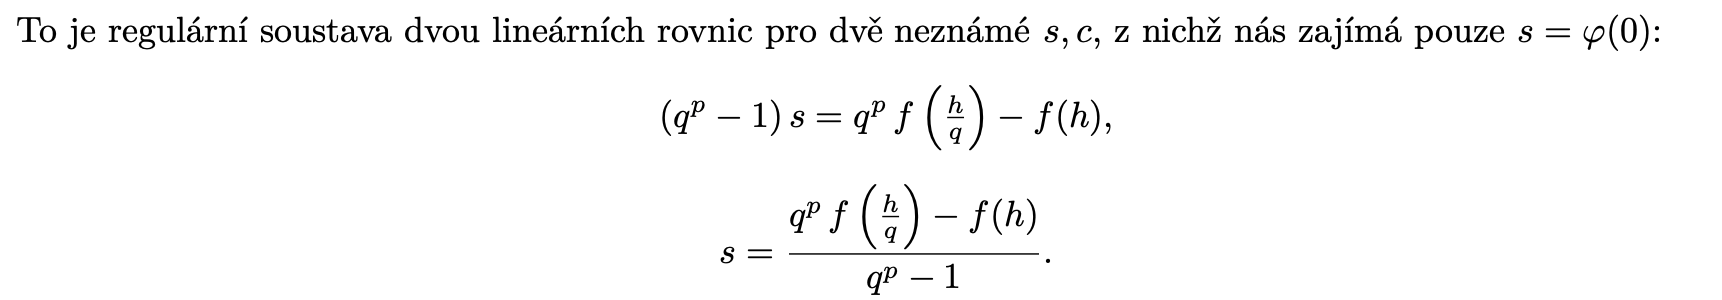 To je regulární soustava dvou lineárních rovnic pro dvě neznámé s, c, z nichž nás zajímá pouze s = φ(0):
(q^p − 1) s = q^p f (h/q) − f(h),
s = (q^p f (h/q) − f(h)) / (q^p − 1).